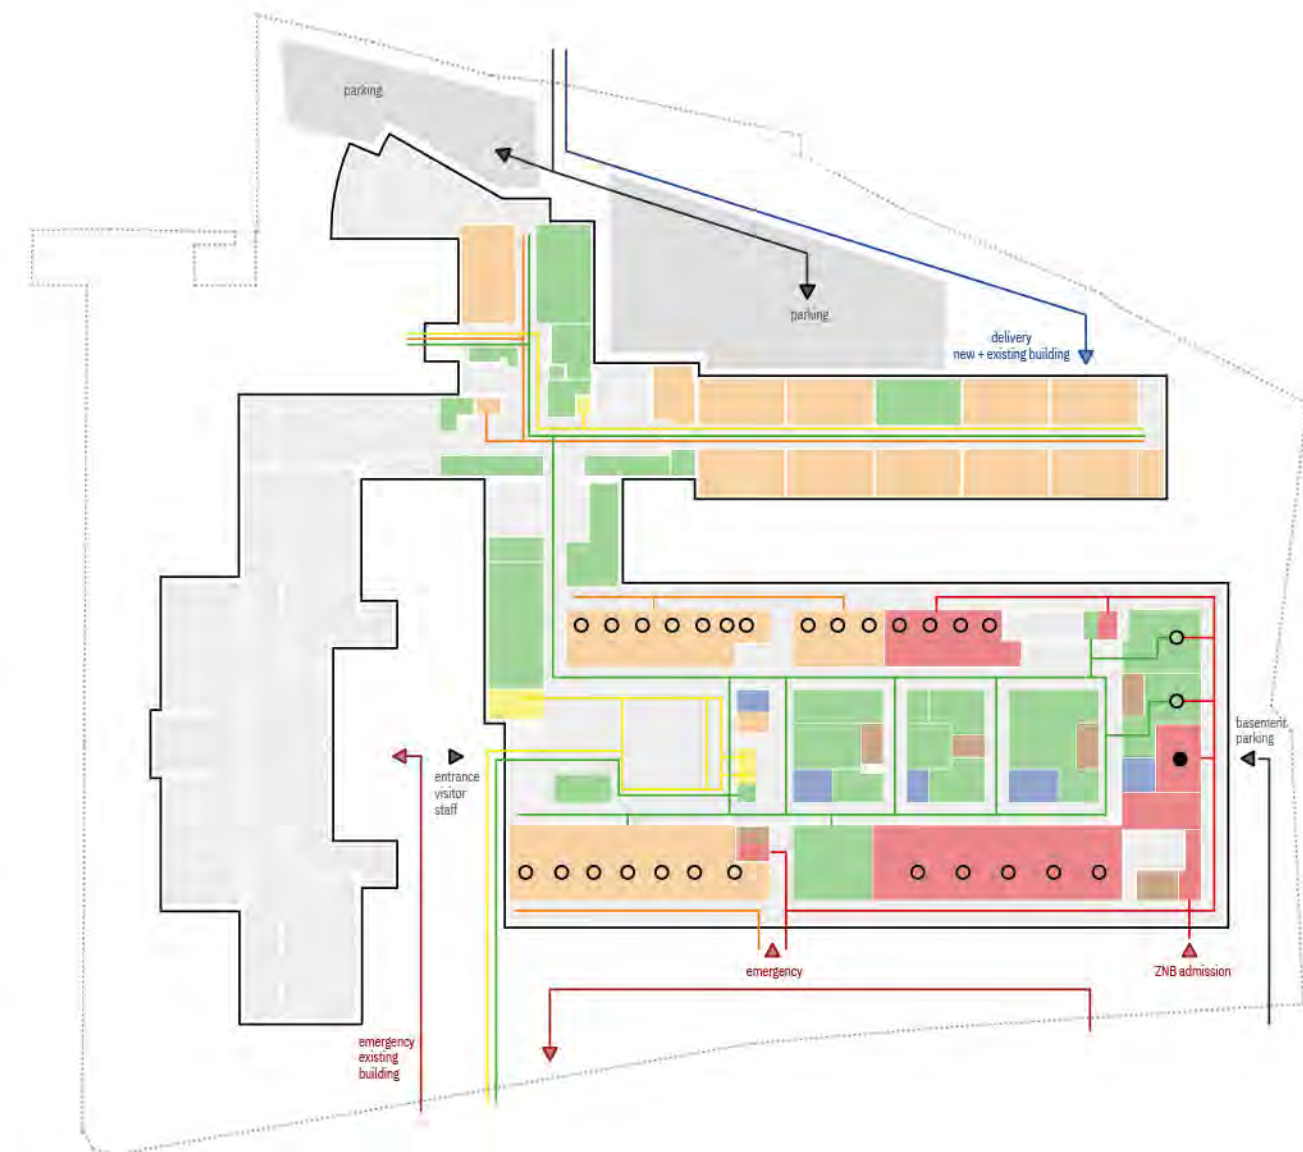 parking
parking
delivery
new + existing building
basement
parking
entrance
visitor
staff
emergency
ZNB admission
emergency
existing
building